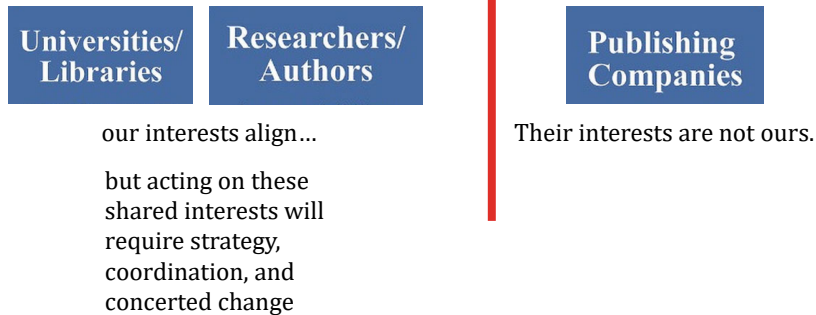 Universities/
Libraries
Researchers/
Authors
Publishing
Companies
our interests align…
but acting on these
shared interests will
require strategy,
coordination, and
concerted change
Their interests are not ours.